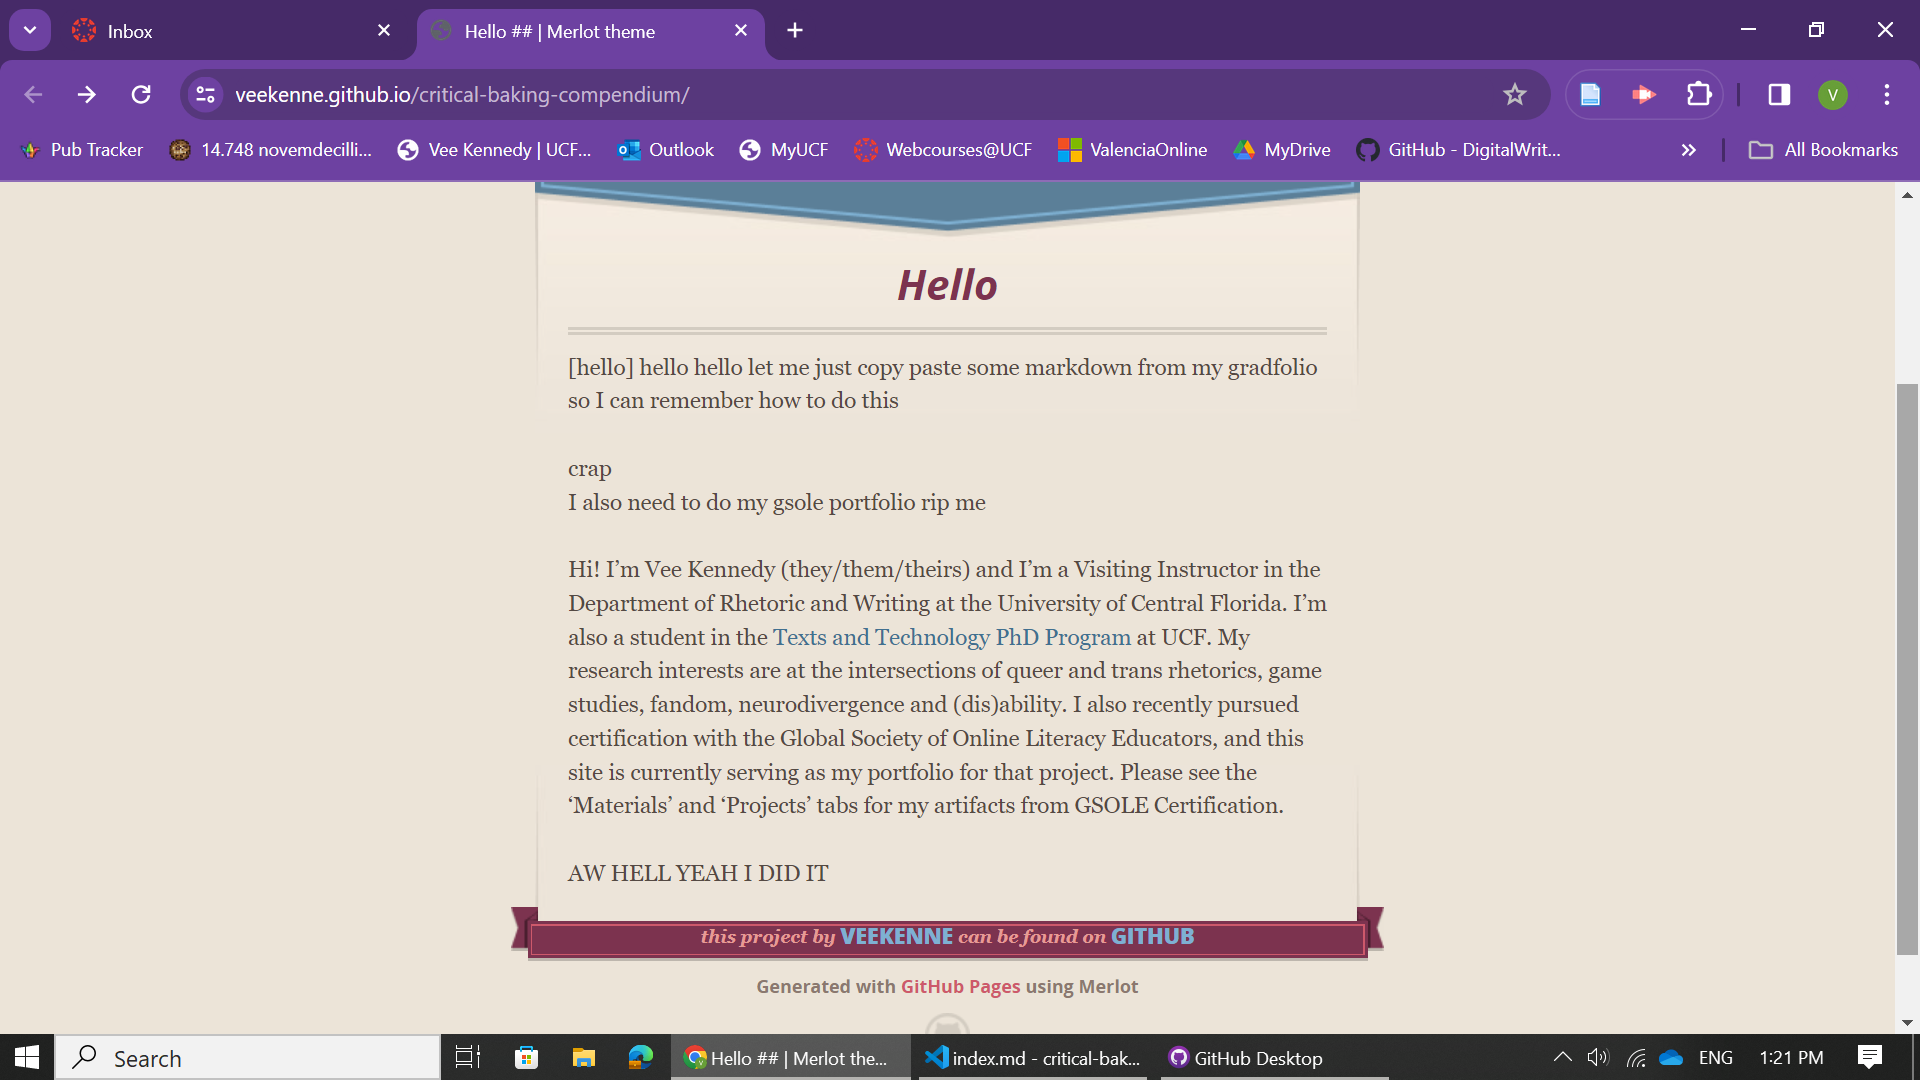 Inbox
Hello ## | Merlot theme
veekenne.github.io/critical-baking-compendium/
V
Pub Tracker
14.748 novemdecilli...
Vee Kennedy | UCF...
Outlook
MyUCF
Webcourses@UCF
ValenciaOnline
MyDrive
GitHub - DigitalWrit...
All Bookmarks
Hello
[hello] hello hello let me just copy paste some markdown from my gradfolio
so I can remember how to do this
crap
I also need to do my gsole portfolio rip me
Hi! I’m Vee Kennedy (they/them/theirs) and I’m a Visiting Instructor in the
Department of Rhetoric and Writing at the University of Central Florida. I’m
also a student in the Texts and Technology PhD Program at UCF. My
research interests are at the intersections of queer and trans rhetorics, game
studies, fandom, neurodivergence and (dis)ability. I also recently pursued
certification with the Global Society of Online Literacy Educators, and this
site is currently serving as my portfolio for that project. Please see the
‘Materials’ and ‘Projects’ tabs for my artifacts from GSOLE Certification.
AW HELL YEAH I DID IT
this project by VEEKENNE can be found on GITHUB
Generated with GitHub Pages using Merlot
Search
Hello ## | Merlot the...
index.md - critical-bak...
GitHub Desktop
ENG
1:21 PM